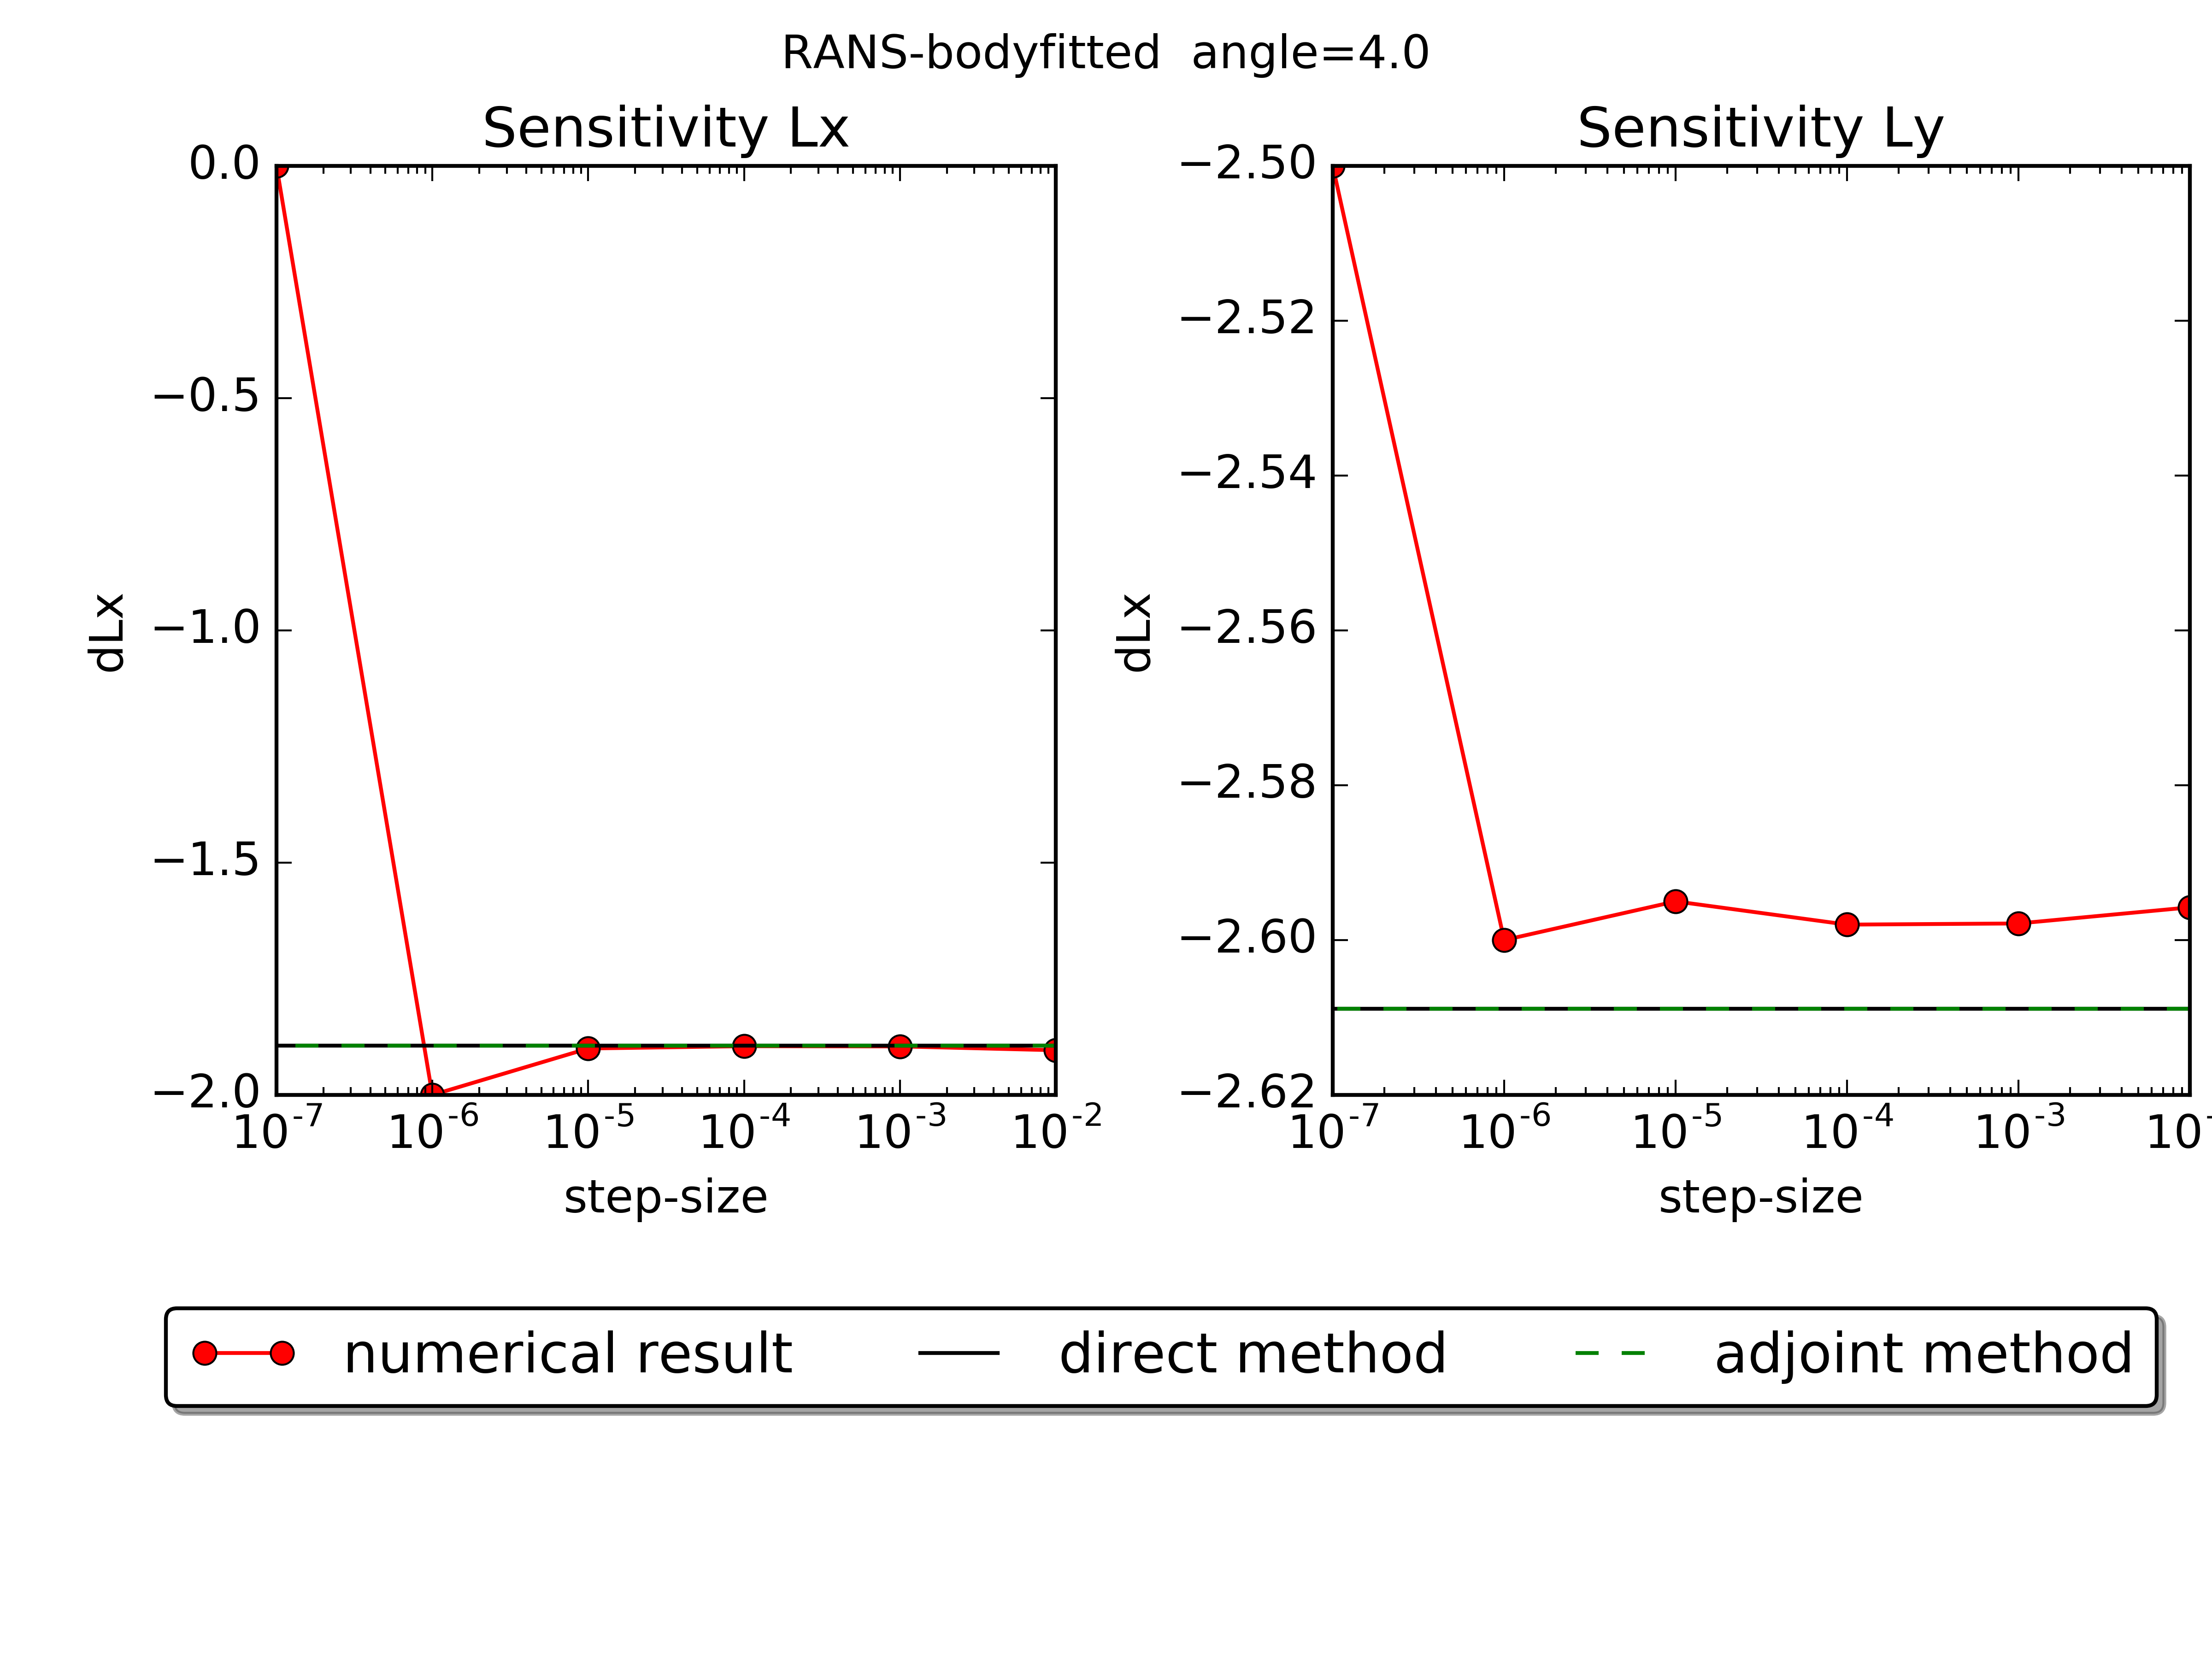 RANS-bodyfitted angle=4.0
Sensitivity Lx
0.0
−0.5
−1.0
−1.5
−2.0
dLx
10-7 10-6 10-5 10-4 10-3 10-2
step-size
Sensitivity Ly
−2.50
−2.52
−2.54
−2.56
−2.58
−2.60
−2.62
dLx
10-7 10-6 10-5 10-4 10-3 10-
step-size
numerical result direct method adjoint method